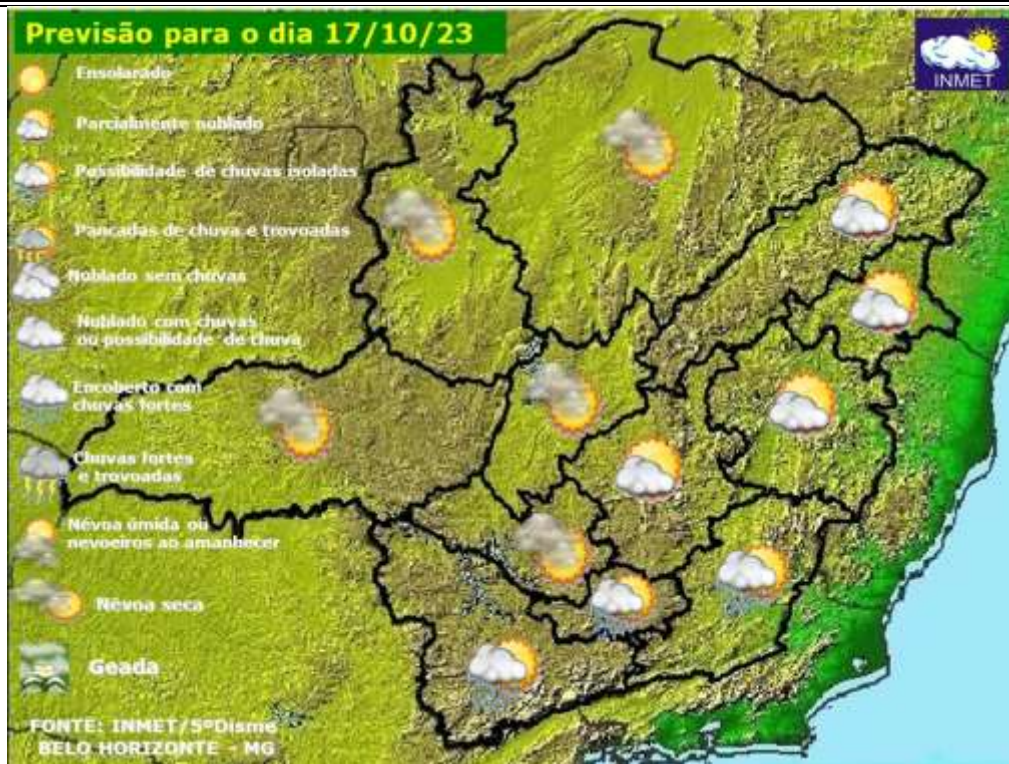 Previsão para o dia 17/10/23
INMET
Ensolarado
Parcialmente nublado
Possibilidade de chuvas isoladas
Pancadas de chuva e trovoadas
Noblado sem chuvas
Nublado com chuvas
ou possibilidade de chuva
Encoberto com
chuvas fortes
Chuvas fortes
e trovoadas
Névoa úmida ou
nevoeiros ao amanhecer
Névoa seca
Geada
FONTE: INMET/5ºDisme
BELO HORIZONTE - MG